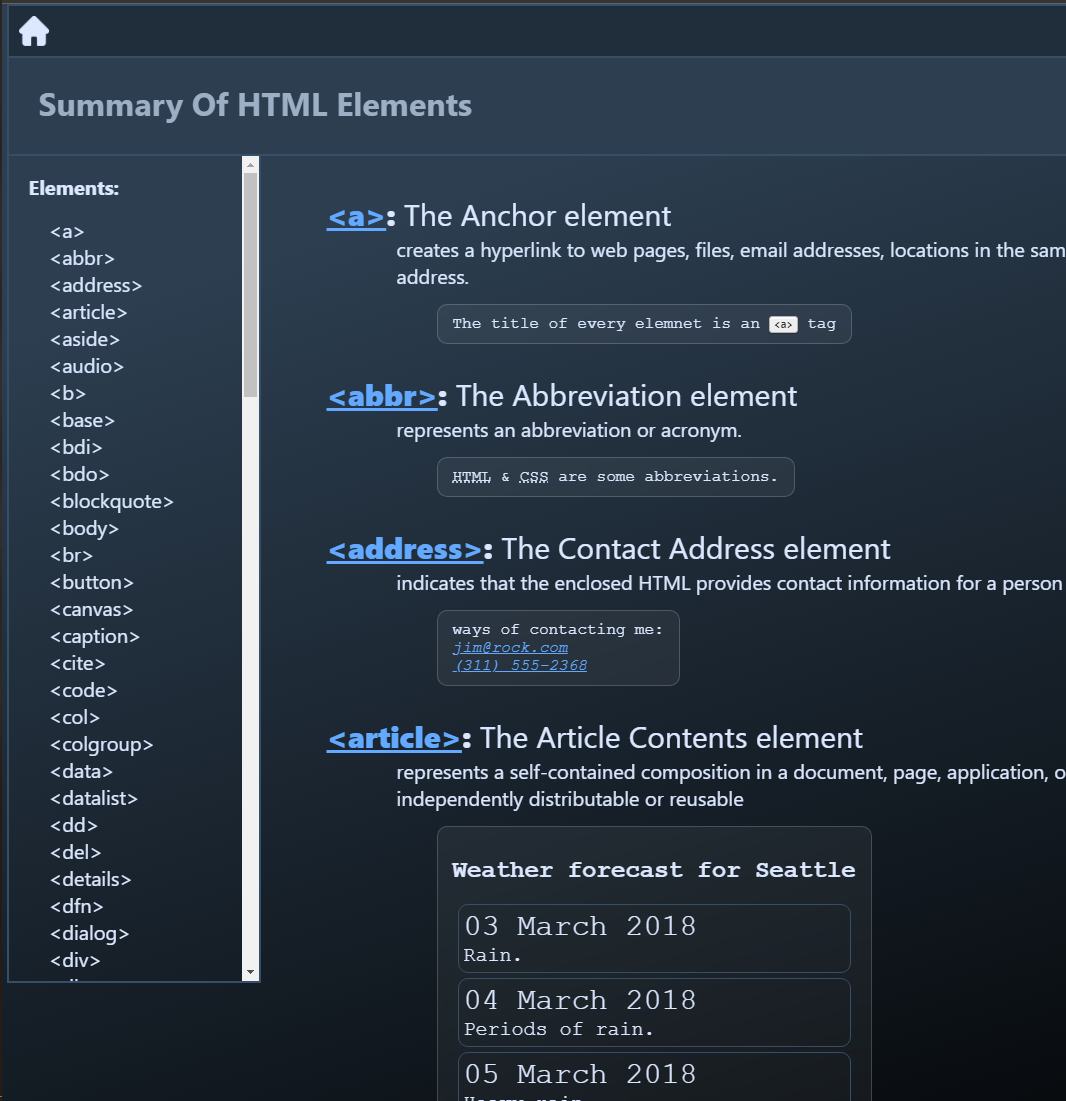 Summary Of HTML Elements
Elements:
<a>
<abbr>
<address>
<article>
<aside>
<audio>
<b>
<base>
<bdi>
<bdo>
<blockquote>
<body>
<br>
<button>
<canvas>
<caption>
<cite>
<code>
<col>
<colgroup>
<data>
<datalist>
<dd>
<del>
<details>
<dfn>
<dialog>
<div>
<a>: The Anchor element
creates a hyperlink to web pages, files, email addresses, locations in the sam
address.
The title of every elemnet is an <a> tag
<abbr>: The Abbreviation element
represents an abbreviation or acronym.
HTML & CSS are some abbreviations.
<address>: The Contact Address element
indicates that the enclosed HTML provides contact information for a person
ways of contacting me:
jim@rock.com
(311) 555-2368
<article>: The Article Contents element
represents a self-contained composition in a document, page, application, o
independently distributable or reusable
Weather forecast for Seattle
03 March 2018
Rain.
04 March 2018
Periods of rain.
05 March 2018